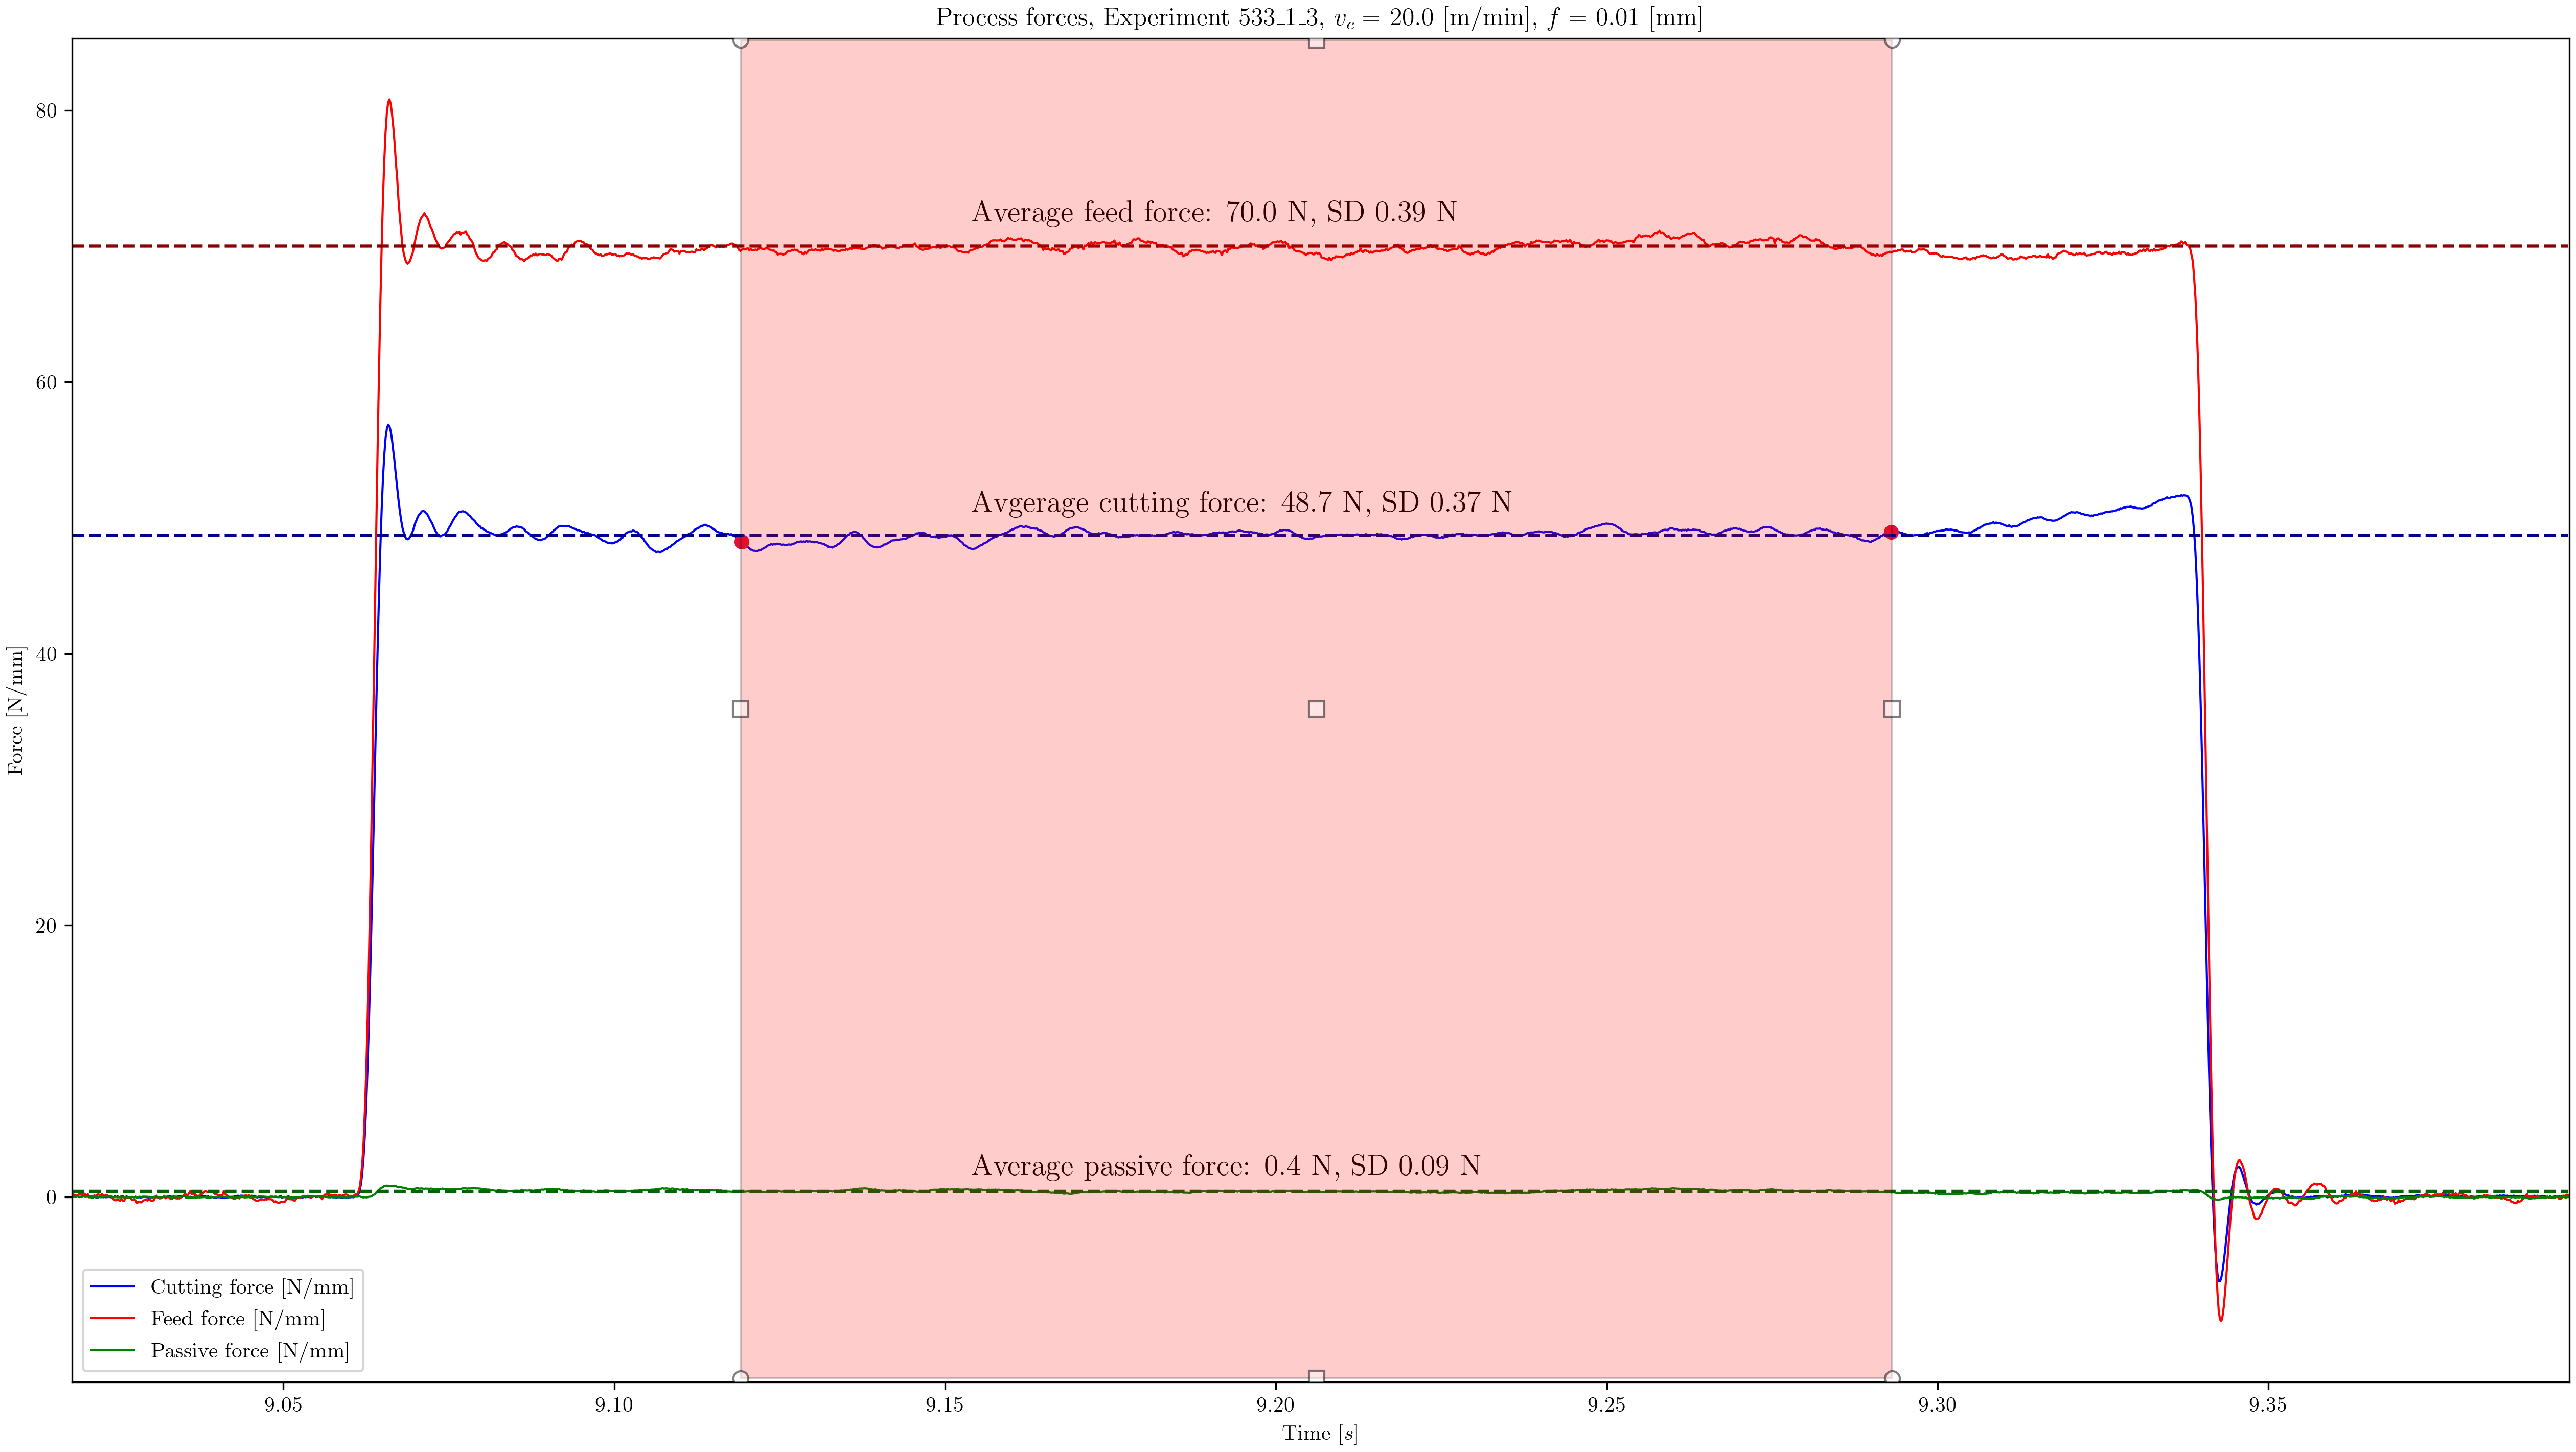 Process forces, Experiment 533_1_3, v_c = 20.0 [m/min], f = 0.01 [mm]
80
60
40
20
0
Force [N/mm]
Average feed force: 70.0 N, SD 0.39 N
Avgerage cutting force: 48.7 N, SD 0.37 N
Average passive force: 0.4 N, SD 0.09 N
Cutting force [N/mm]
Feed force [N/mm]
Passive force [N/mm]
9.05 9.10 9.15 9.20 9.25 9.30 9.35
Time [s]